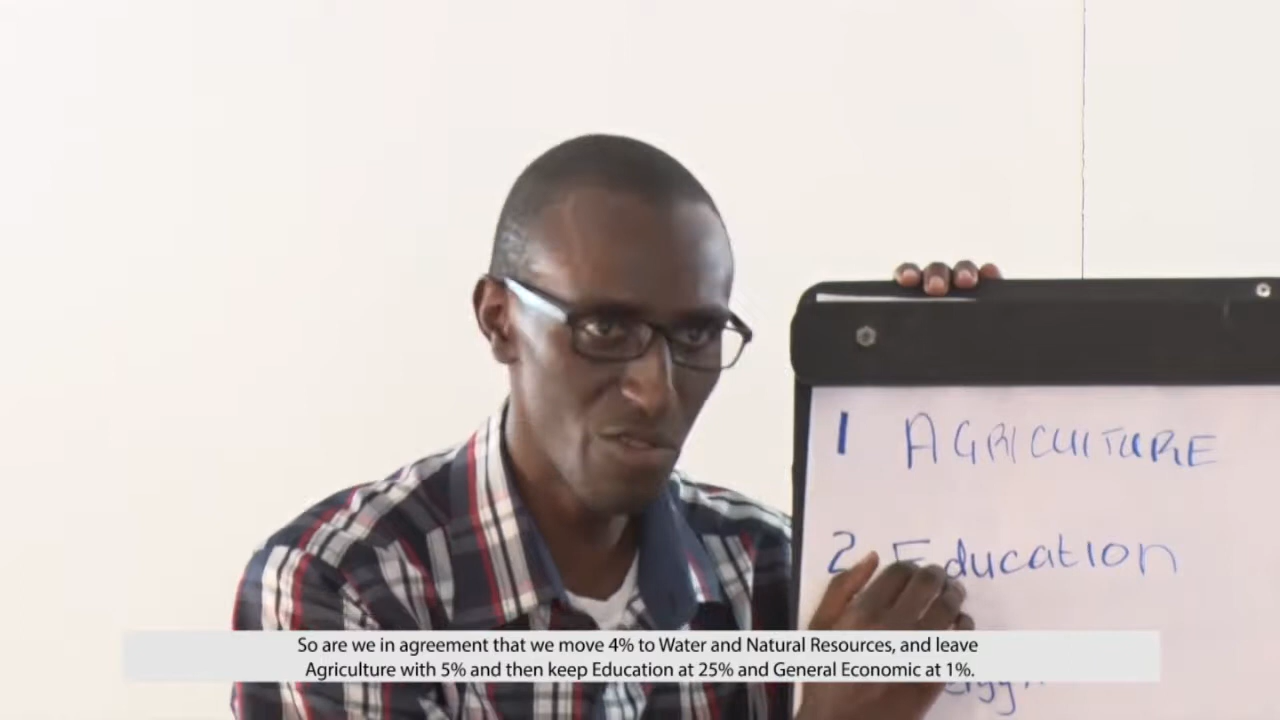 1 AGRICULTURE
2 Education
So are we in agreement that we move 4% to Water and Natural Resources, and leave
Agriculture with 5% and then keep Education at 25% and General Economic at 1%.